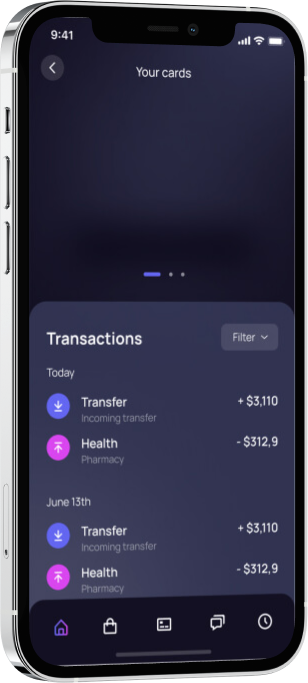 9:41
Your cards
Transactions
Filter
Today
Transfer + $3,110
Incoming transfer
Health - $312,9
Pharmacy
June 13th
Transfer + $3,110
Incoming transfer
Health - $312,9
Pharmacy